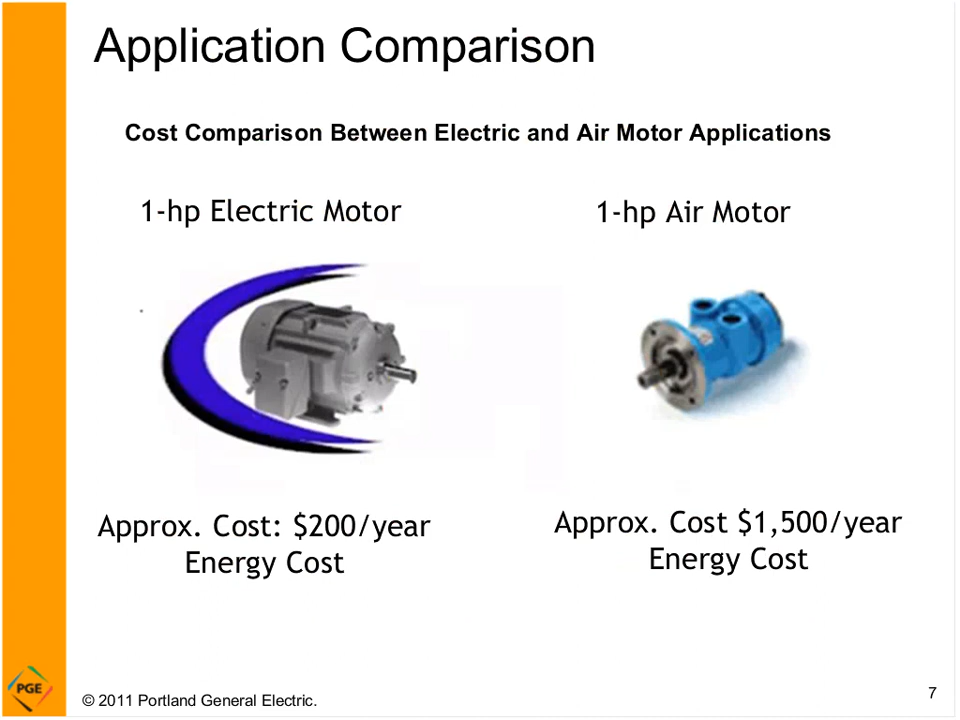 Application Comparison
Cost Comparison Between Electric and Air Motor Applications
1-hp Electric Motor
1-hp Air Motor
Approx. Cost: $200/year
Energy Cost
Approx. Cost $1,500/year
Energy Cost
PGE
© 2011 Portland General Electric.
7